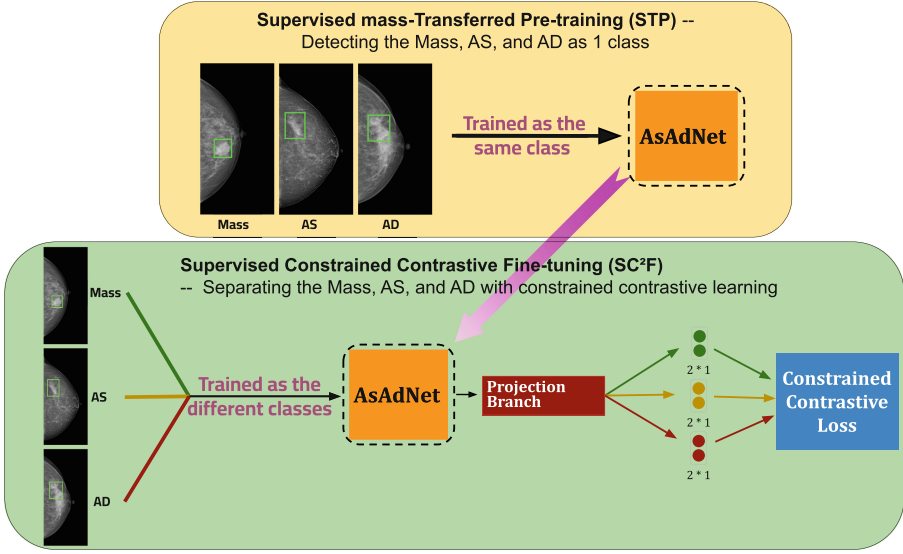 Supervised mass-Transferred Pre-training (STP) --
Detecting the Mass, AS, and AD as 1 class
Trained as the
same class
AsAdNet
Mass
AS
AD
Supervised Constrained Contrastive Fine-tuning (SC²F)
-- Separating the Mass, AS, and AD with constrained contrastive learning
Mass
AS
AD
Trained as the
different classes
AsAdNet
Projection
Branch
2 * 1
2 * 1
2 * 1
Constrained
Contrastive
Loss